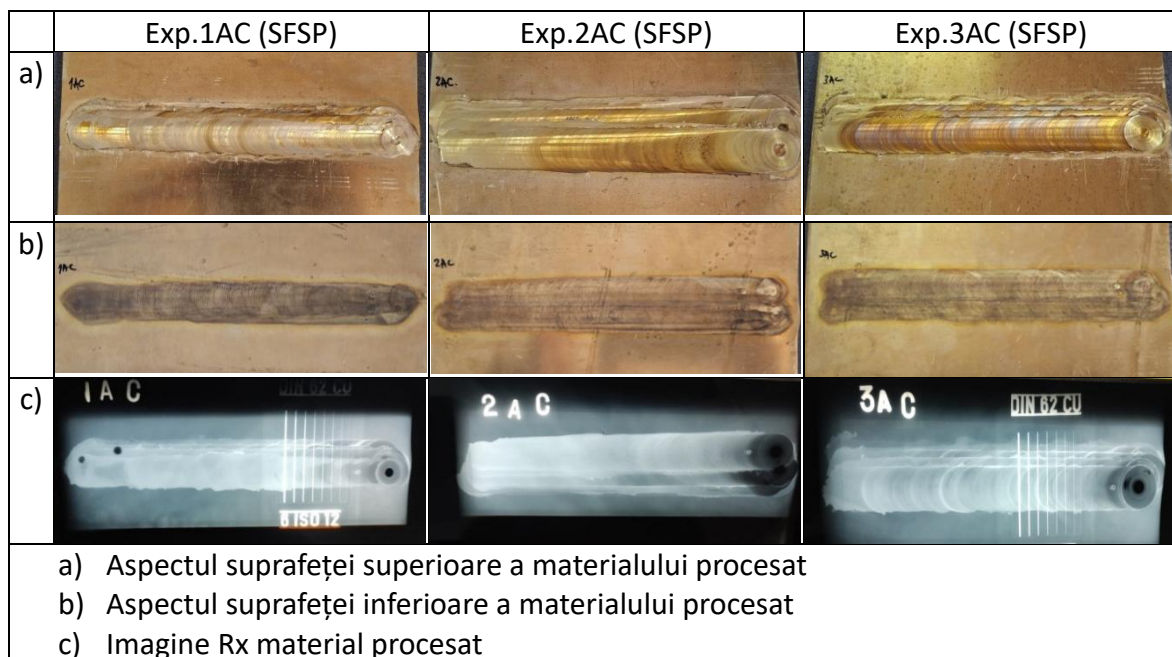 Exp.1AC (SFSP) Exp.2AC (SFSP) Exp.3AC (SFSP)
a) 1AC 2AC. 3AC
b) 1AC 2AC 3AC
c) 1 A C 2 A C 3A C
DIN 62 CU DIN 62 CU
6 ISO 12
a) Aspectul suprafeței superioare a materialului procesat
b) Aspectul suprafeței inferioare a materialului procesat
c) Imagine Rx material procesat